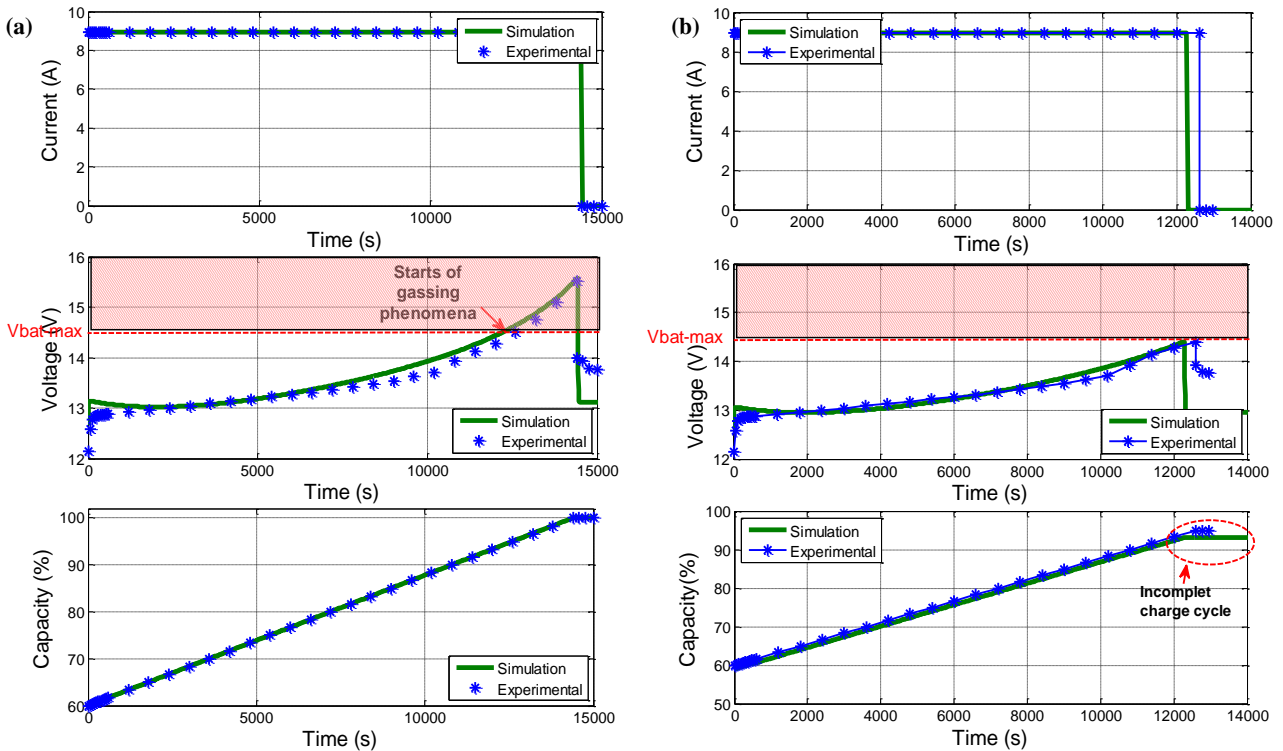 (a)
Current (A)
10
8
6
4
2
0
Simulation
Experimental
0
5000
10000
15000
Time (s)
Voltage (V)
16
15
14
13
12
Vbat-max
Starts of
gassing
phenomena
Simulation
Experimental
0
5000
10000
15000
Time (s)
Capacity (%)
100
90
80
70
60
Simulation
Experimental
0
5000
10000
15000
Time (s)
(b)
Current (A)
10
8
6
4
2
0
Simulation
Experimental
0
2000
4000
6000
8000
10000
12000
14000
Time (s)
Voltage (V)
16
15
14
13
12
Vbat-max
Simulation
Experimental
0
2000
4000
6000
8000
10000
12000
14000
Time (s)
Capacity(%)
100
90
80
70
60
50
Simulation
Experimental
Incomplet
charge cycle
0
2000
4000
6000
8000
10000
12000
14000
Time (s)